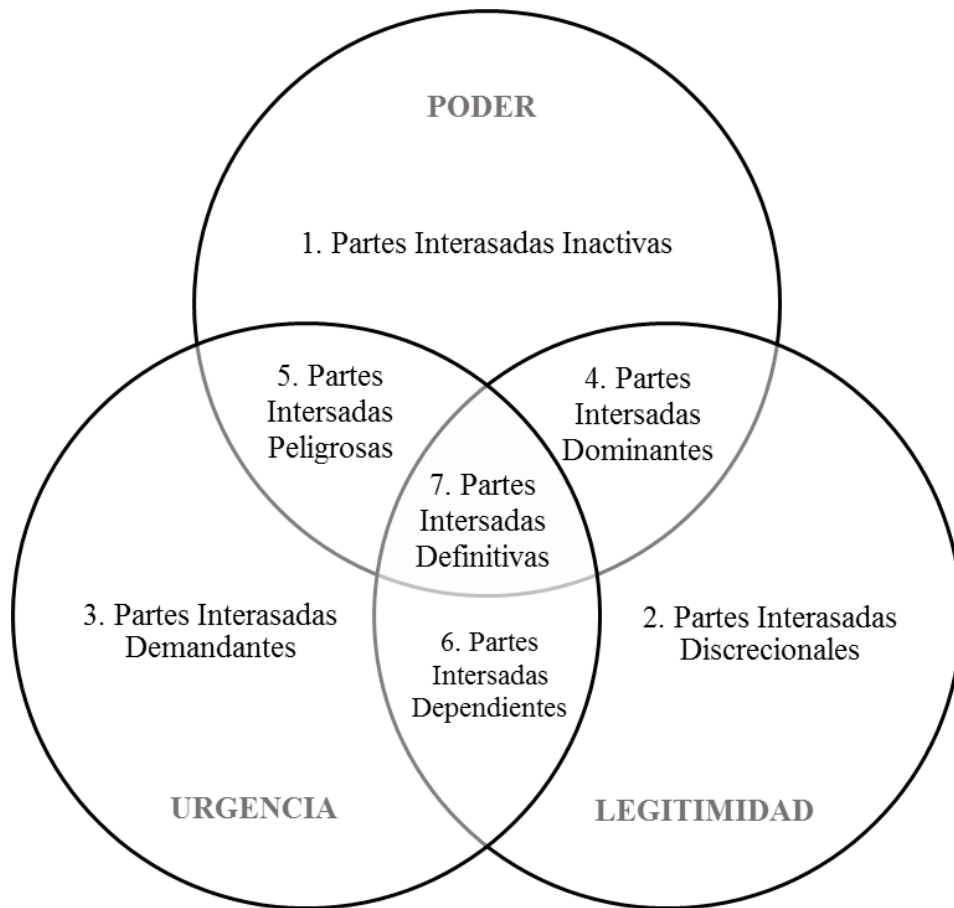 PODER
1. Partes Interasadas Inactivas
5. Partes
Intersadas
Peligrosas
4. Partes
Intersadas
Dominantes
7. Partes
Intersadas
Definitivas
3. Partes Interasadas
Demandantes
2. Partes Interasadas
Discrecionales
6. Partes
Intersadas
Dependientes
URGENCIA
LEGITIMIDAD